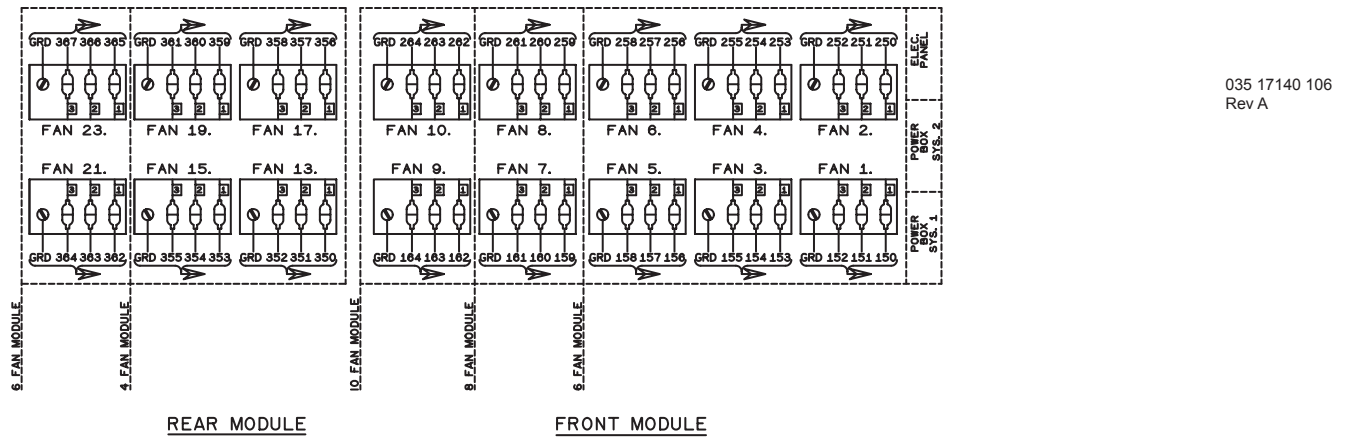 GRD 367 366 365 GRD 361 360 359 GRD 358 357 356 GRD 264 263 262 GRD 261 260 259 GRD 258 257 256 GRD 255 254 253 GRD 252 251 250
ELEC. PANEL
035 17140 106
Rev A
3 2 1 3 2 1 3 2 1 3 2 1 3 2 1 3 2 1 3 2 1 3 2 1
FAN 23. FAN 19. FAN 17. FAN 10. FAN 8. FAN 6. FAN 4. FAN 2.
POWER BOX SYS. 2
FAN 21. FAN 15. FAN 13. FAN 9. FAN 7. FAN 5. FAN 3. FAN 1.
3 2 1 3 2 1 3 2 1 3 2 1 3 2 1 3 2 1 3 2 1 3 2 1
POWER BOX SYS. 1
GRD 364 363 362 GRD 355 354 353 GRD 352 351 350 GRD 164 163 162 GRD 161 160 159 GRD 158 157 156 GRD 155 154 153 GRD 152 151 150
6 FAN MODULE
4 FAN MODULE
10 FAN MODULE
8 FAN MODULE
6 FAN MODULE
REAR MODULE
FRONT MODULE